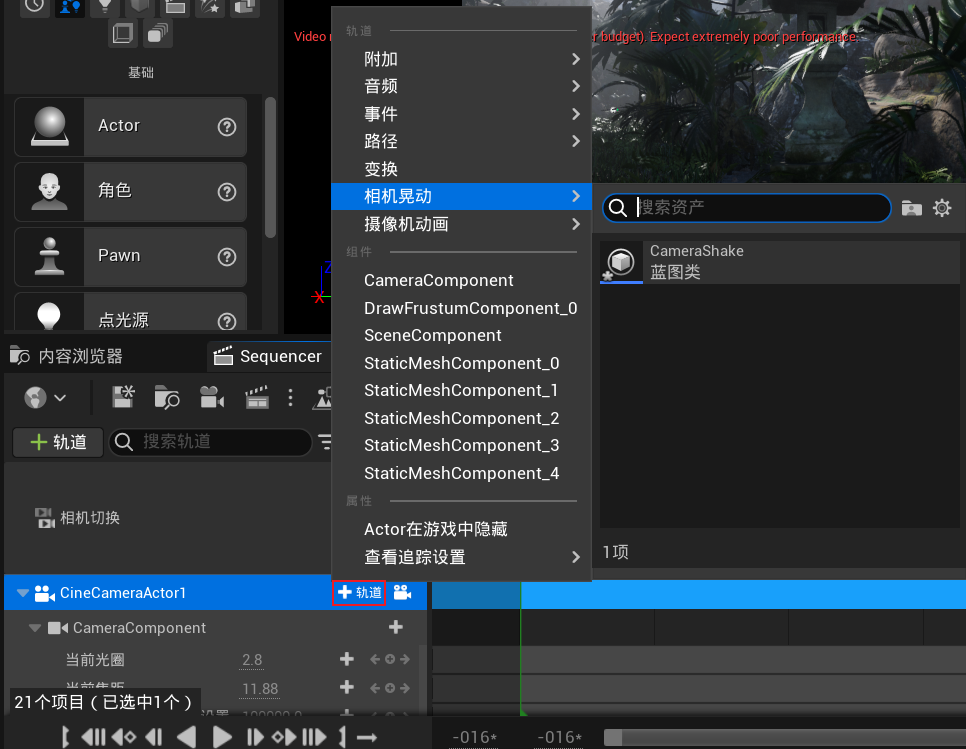 基础
Actor
角色
Pawn
点光源
Video r
r budget). Expect extremely poor performance.
Z
轨道
附加
音频
事件
路径
变换
相机晃动
摄像机动画
组件
CameraComponent
DrawFrustumComponent_0
SceneComponent
StaticMeshComponent_0
StaticMeshComponent_1
StaticMeshComponent_2
StaticMeshComponent_3
StaticMeshComponent_4
属性
Actor在游戏中隐藏
查看追踪设置
搜索资产
CameraShake
蓝图类
1项
内容浏览器
Sequencer
轨道
搜索轨道
相机切换
CineCameraActor1
轨道
CameraComponent
当前光圈
2.8
当前焦距
11.88
21个项目（已选中1个）
-016*
-016*